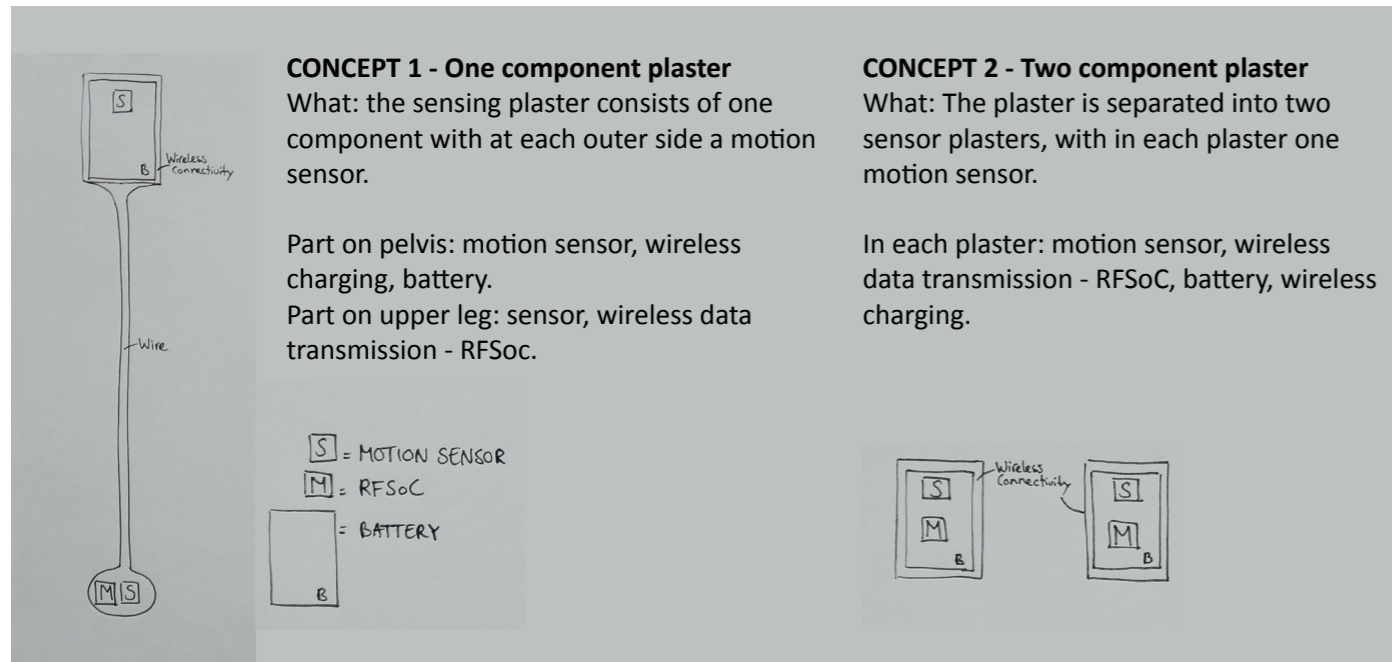 S
B
Wireless
Connectivity
Wire
M S
CONCEPT 1 - One component plaster
What: the sensing plaster consists of one
component with at each outer side a motion
sensor.
Part on pelvis: motion sensor, wireless
charging, battery.
Part on upper leg: sensor, wireless data
transmission - RFSoc.
S = MOTION SENSOR
M = RFSoC
= BATTERY
B
CONCEPT 2 - Two component plaster
What: The plaster is separated into two
sensor plasters, with in each plaster one
motion sensor.
In each plaster: motion sensor, wireless
data transmission - RFSoC, battery, wireless
charging.
Wireless
Connectivity
S
M
B
S
M
B